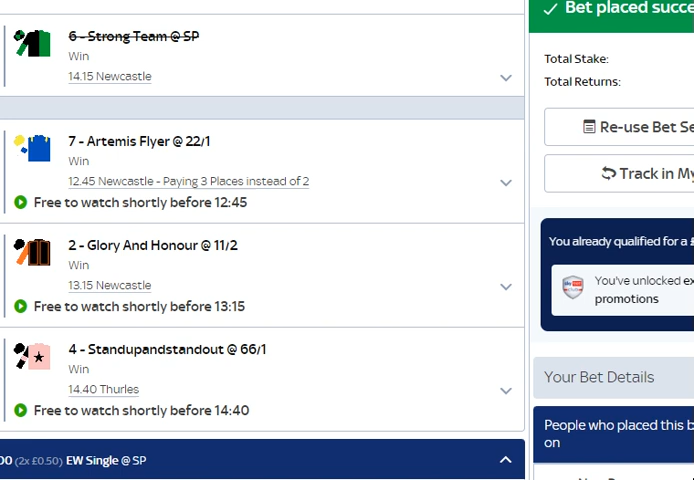 6 - Strong Team @ SP
Win
14.15 Newcastle
7 - Artemis Flyer @ 22/1
Win
12.45 Newcastle - Paying 3 Places instead of 2
Free to watch shortly before 12:45
2 - Glory And Honour @ 11/2
Win
13.15 Newcastle
Free to watch shortly before 13:15
4 - Standupandstandout @ 66/1
Win
14.40 Thurles
Free to watch shortly before 14:40
00 (2x £0.50) EW Single @ SP
Bet placed succe
Total Stake:
Total Returns:
Re-use Bet Se
Track in My
You already qualified for a £
You've unlocked ex
promotions
Your Bet Details
People who placed this b
on